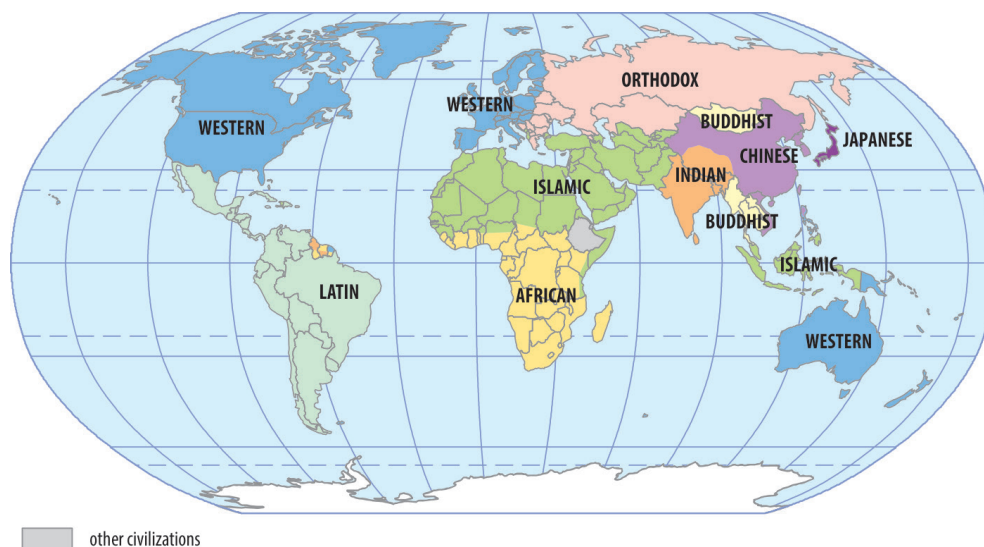 ORTHODOX
WESTERN
WESTERN
BUDDHIST
JAPANESE
CHINESE
INDIAN
ISLAMIC
BUDDHIST
ISLAMIC
LATIN
AFRICAN
WESTERN
other civilizations